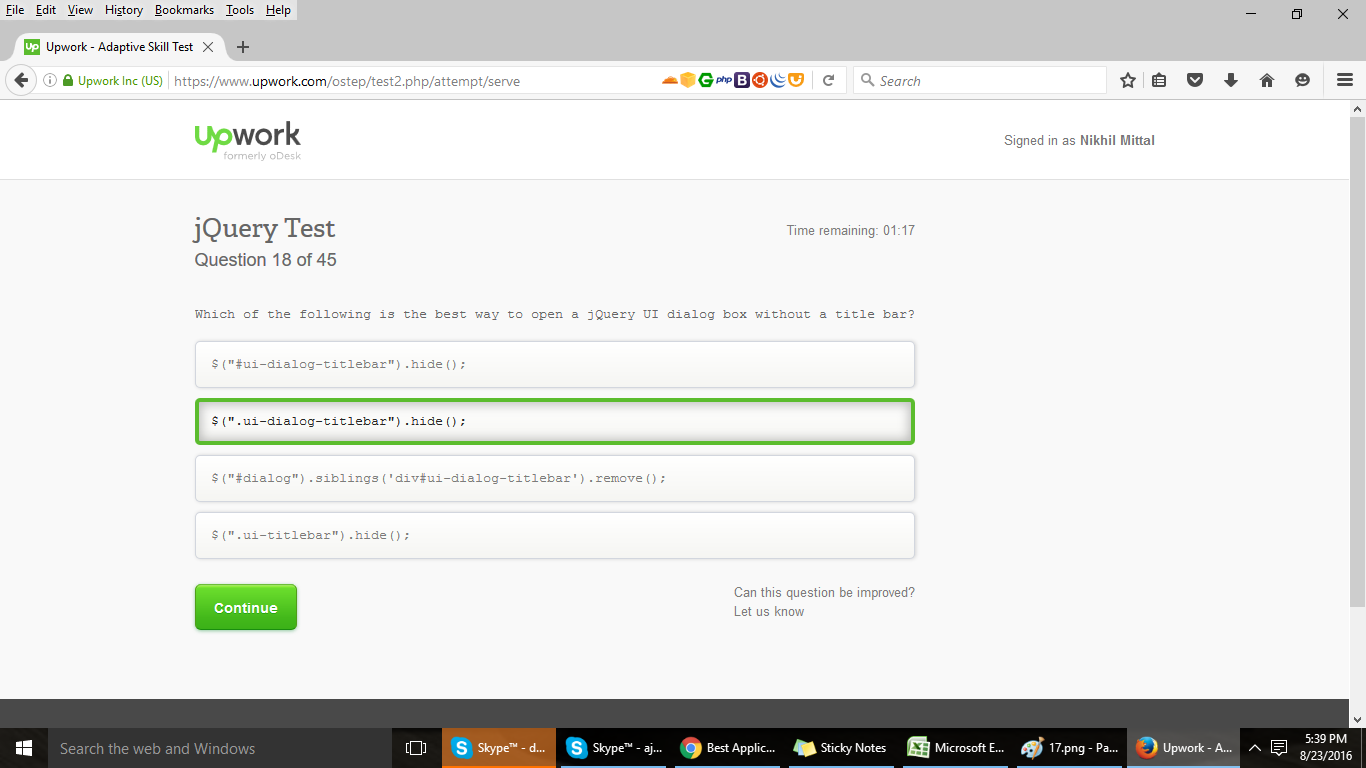 File Edit View History Bookmarks Tools Help
Up Upwork - Adaptive Skill Test
Upwork Inc (US) https://www.upwork.com/ostep/test2.php/attempt/serve php B Search
upwork
formerly oDesk
Signed in as Nikhil Mittal
jQuery Test
Time remaining: 01:17
Question 18 of 45
Which of the following is the best way to open a jQuery UI dialog box without a title bar?
$("#ui-dialog-titlebar").hide();
$(".ui-dialog-titlebar").hide();
$("#dialog").siblings('div#ui-dialog-titlebar').remove();
$(".ui-titlebar").hide();
Continue
Can this question be improved?
Let us know
Search the web and Windows
Skype™ - d... Skype™ - aj... Best Applic... Sticky Notes Microsoft E... 17.png - Pa... Upwork - A...
5:39 PM
8/23/2016